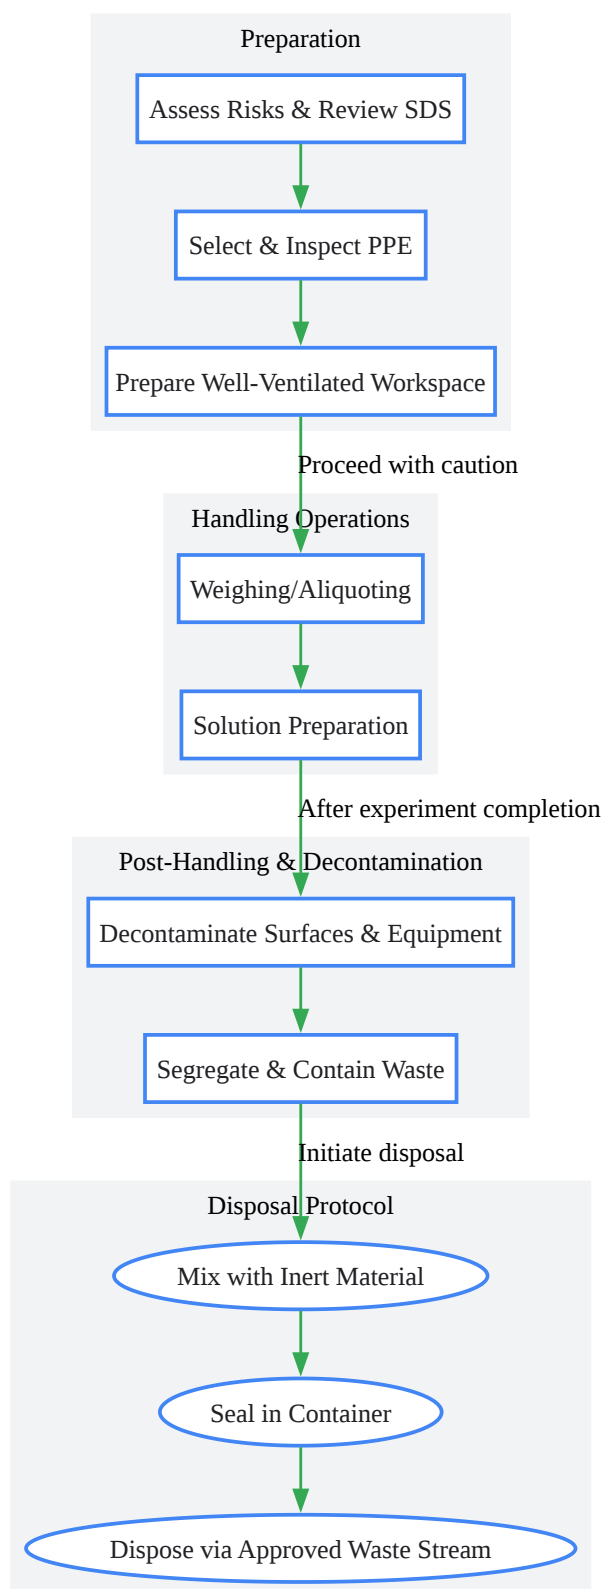 Preparation
Assess Risks & Review SDS
Select & Inspect PPE
Prepare Well-Ventilated Workspace
Proceed with caution
Handling Operations
Weighing/Aliquoting
Solution Preparation
After experiment completion
Post-Handling & Decontamination
Decontaminate Surfaces & Equipment
Segregate & Contain Waste
Initiate disposal
Disposal Protocol
Mix with Inert Material
Seal in Container
Dispose via Approved Waste Stream